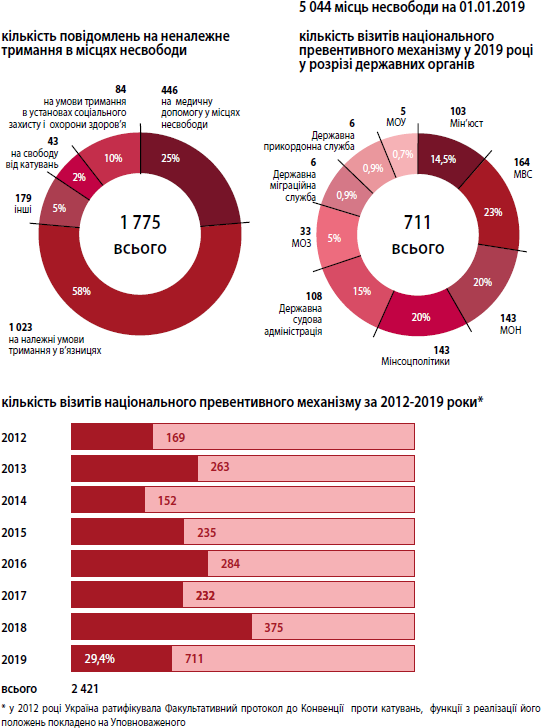 5 044 місць несвободи на 01.01.2019
кількість повідомлень на неналежне
тримання в місцях несвободи
84
на умови тримання
в установах соціального
захисту і охорони здоров'я
446
на медичну
допомогу у місцях
несвободи
43
на свободу
від катувань
179
інші
10%
25%
2%
5%
58%
1 775
ВСЬОГО
1 023
на належні умови
тримання у в'язницях
кількість візитів національного
превентивного механізму у 2019 році
у розрізі державних органів
5
МОУ
103
Мін'юст
6
Державна
прикордонна служба
164
МВС
6
Державна
міграційна
служба
33
МОЗ
108
Державна
судова
адміністрація
143
МОН
143
Мінсоцполітики
0,7%
14,5%
0,9%
23%
0,9%
5%
20%
15%
20%
711
ВСЬОГО
кількість візитів національного превентивного механізму за 2012-2019 роки*
2012 169
2013 263
2014 152
2015 235
2016 284
2017 232
2018 375
2019 29,4% 711
всього 2 421
* у 2012 році Україна ратифікувала Факультативний протокол до Конвенції проти катувань, функції з реалізації його
положень покладено на Уповноваженого